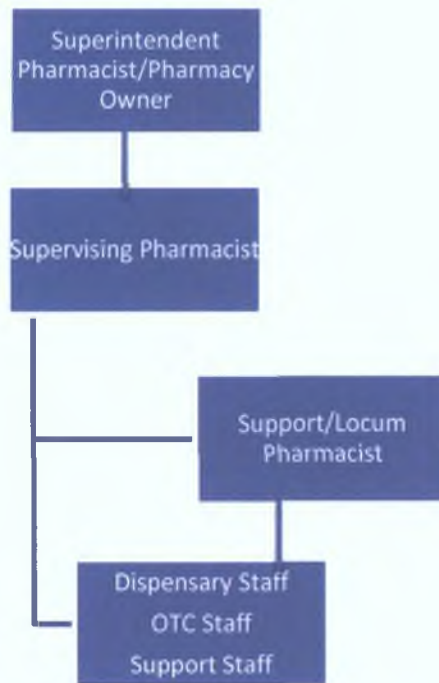 Superintendent
Pharmacist/Pharmacy
Owner
Supervising Pharmacist
Support/Locum
Pharmacist
Dispensary Staff
OTC Staff
Support Staff